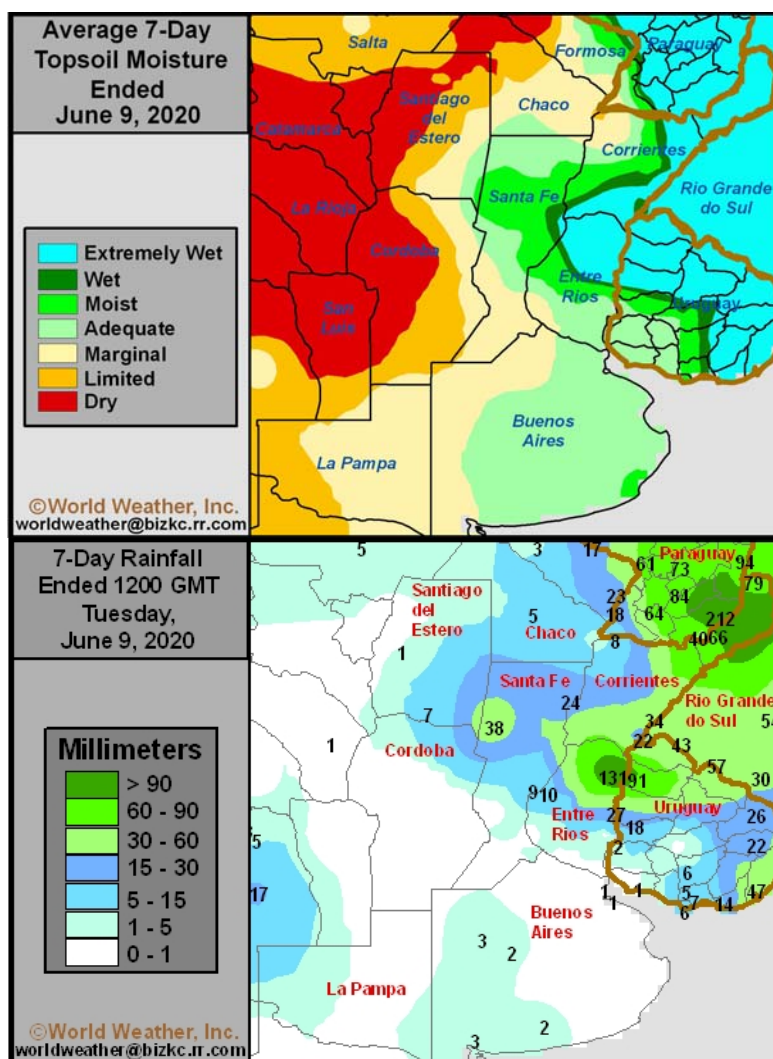 Average 7-Day
Topsoil Moisture
Ended
June 9, 2020
Extremely Wet
Wet
Moist
Adequate
Marginal
Limited
Dry
©World Weather, Inc.
worldweather@bizkc.rr.com
Salta
Formosa
Paraguay
Santiago
del
Estero
Chaco
Catamarca
Corrientes
La Rioja
Santa Fe
Rio Grande
do Sul
Cordoba
Entre
Rios
Uruguay
San
Luis
Buenos
Aires
La Pampa
7-Day Rainfall
Ended 1200 GMT
Tuesday,
June 9, 2020
Millimeters
> 90
60 - 90
30 - 60
15 - 30
5 - 15
1 - 5
0 - 1
©World Weather, Inc.
worldweather@bizkc.rr.com
5
3
17
Paraguay
61
73
94
79
Santiago
del
Estero
23
84
5
18
64
212
Chaco
8
40
66
1
Santa Fe
Corrientes
Rio Grande
do Sul
24
7
38
34
54
22
43
1
Cordoba
57
131
91
30
9
10
Entre
Rios
27
18
Uruguay
26
5
2
22
6
17
1
1
1
5
7
6
14
47
Buenos
Aires
3
2
La Pampa
2
3